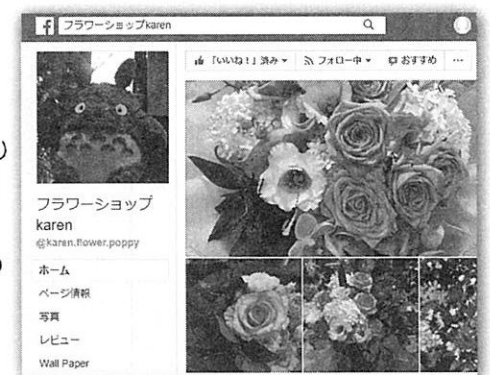 フラワーショップkaren
「いいね！」済み フォロー中 おすすめ ...
フラワーショップ
karen
@karen.flower.poppy
ホーム
ページ情報
写真
レビュー
Wall Paper